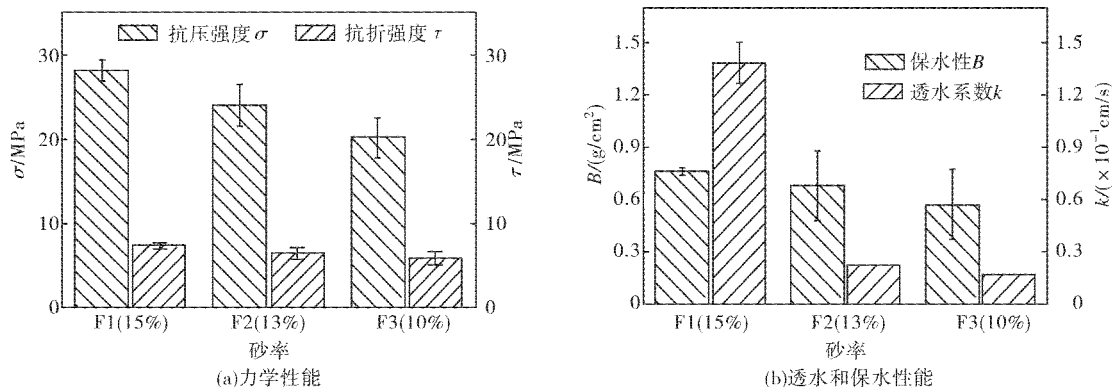 抗压强度σ 抗折强度τ
30
20
10
0
σ/MPa
30
20
10
0
τ/MPa
F1(15%) F2(13%) F3(10%)
砂率
(a)力学性能
保水性B
透水系数k
1.5
1.2
0.9
0.6
0.3
0
B/(g/cm²)
1.5
1.2
0.9
0.6
0.3
0
k/(×10⁻¹cm/s)
F1(15%) F2(13%) F3(10%)
砂率
(b)透水和保水性能